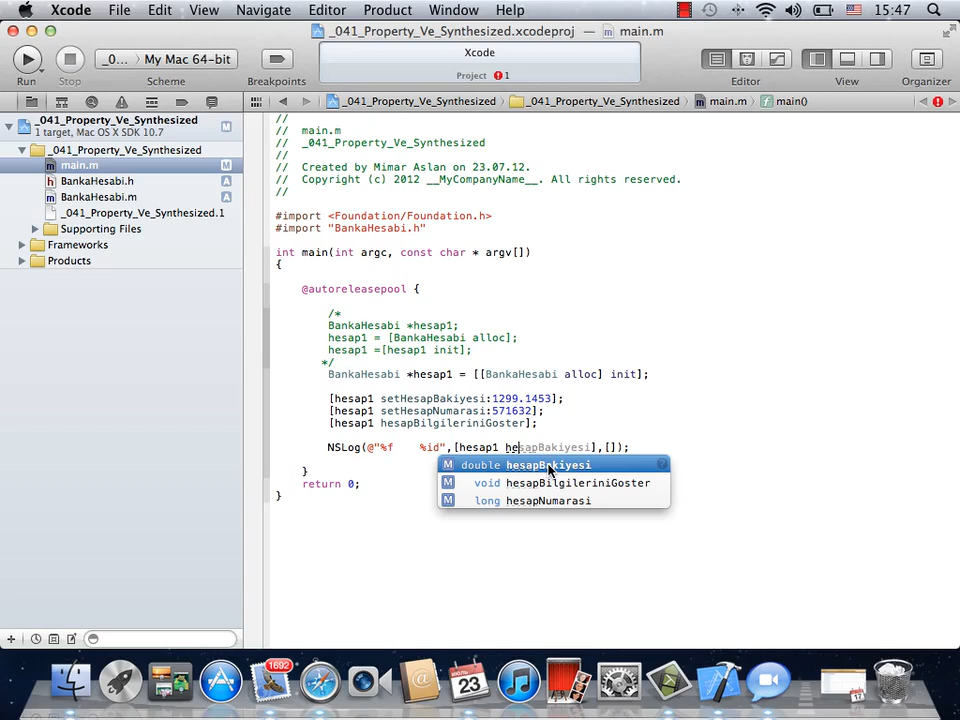 Xcode File Edit View Navigate Editor Product Window Help 15:47
_041_Property_Ve_Synthesized.xcodeproj — main.m
Run Stop _0... My Mac 64-bit Xcode
Scheme Breakpoints Project 1 Editor View Organizer
_041_Property_Ve_Synthesized _041_Property_Ve_Synthesized main.m main()
_041_Property_Ve_Synthesized M
1 target, Mac OS X SDK 10.7
_041_Property_Ve_Synthesized
main.m M
BankaHesabi.h A
BankaHesabi.m A
_041_Property_Ve_Synthesized.1
Supporting Files
Frameworks
Products
//
// main.m
// _041_Property_Ve_Synthesized
//
// Created by Mimar Aslan on 23.07.12.
// Copyright (c) 2012 __MyCompanyName__. All rights reserved.
//
#import <Foundation/Foundation.h>
#import "BankaHesabi.h"
int main(int argc, const char * argv[])
{
@autoreleasepool {
/*
BankaHesabi *hesap1;
hesap1 = [BankaHesabi alloc];
hesap1 =[hesap1 init];
*/
BankaHesabi *hesap1 = [[BankaHesabi alloc] init];
[hesap1 setHesapBakiyesi:1299.1453];
[hesap1 setHesapNumarasi:571632];
[hesap1 hesapBilgileriniGoster];
NSLog(@"%f %id",[hesap1 hesapBakiyesi],[]);
M double hesapBakiyesi ?
M void hesapBilgileriniGoster
M long hesapNumarasi
}
return 0;
}
1692
JUL
23
17